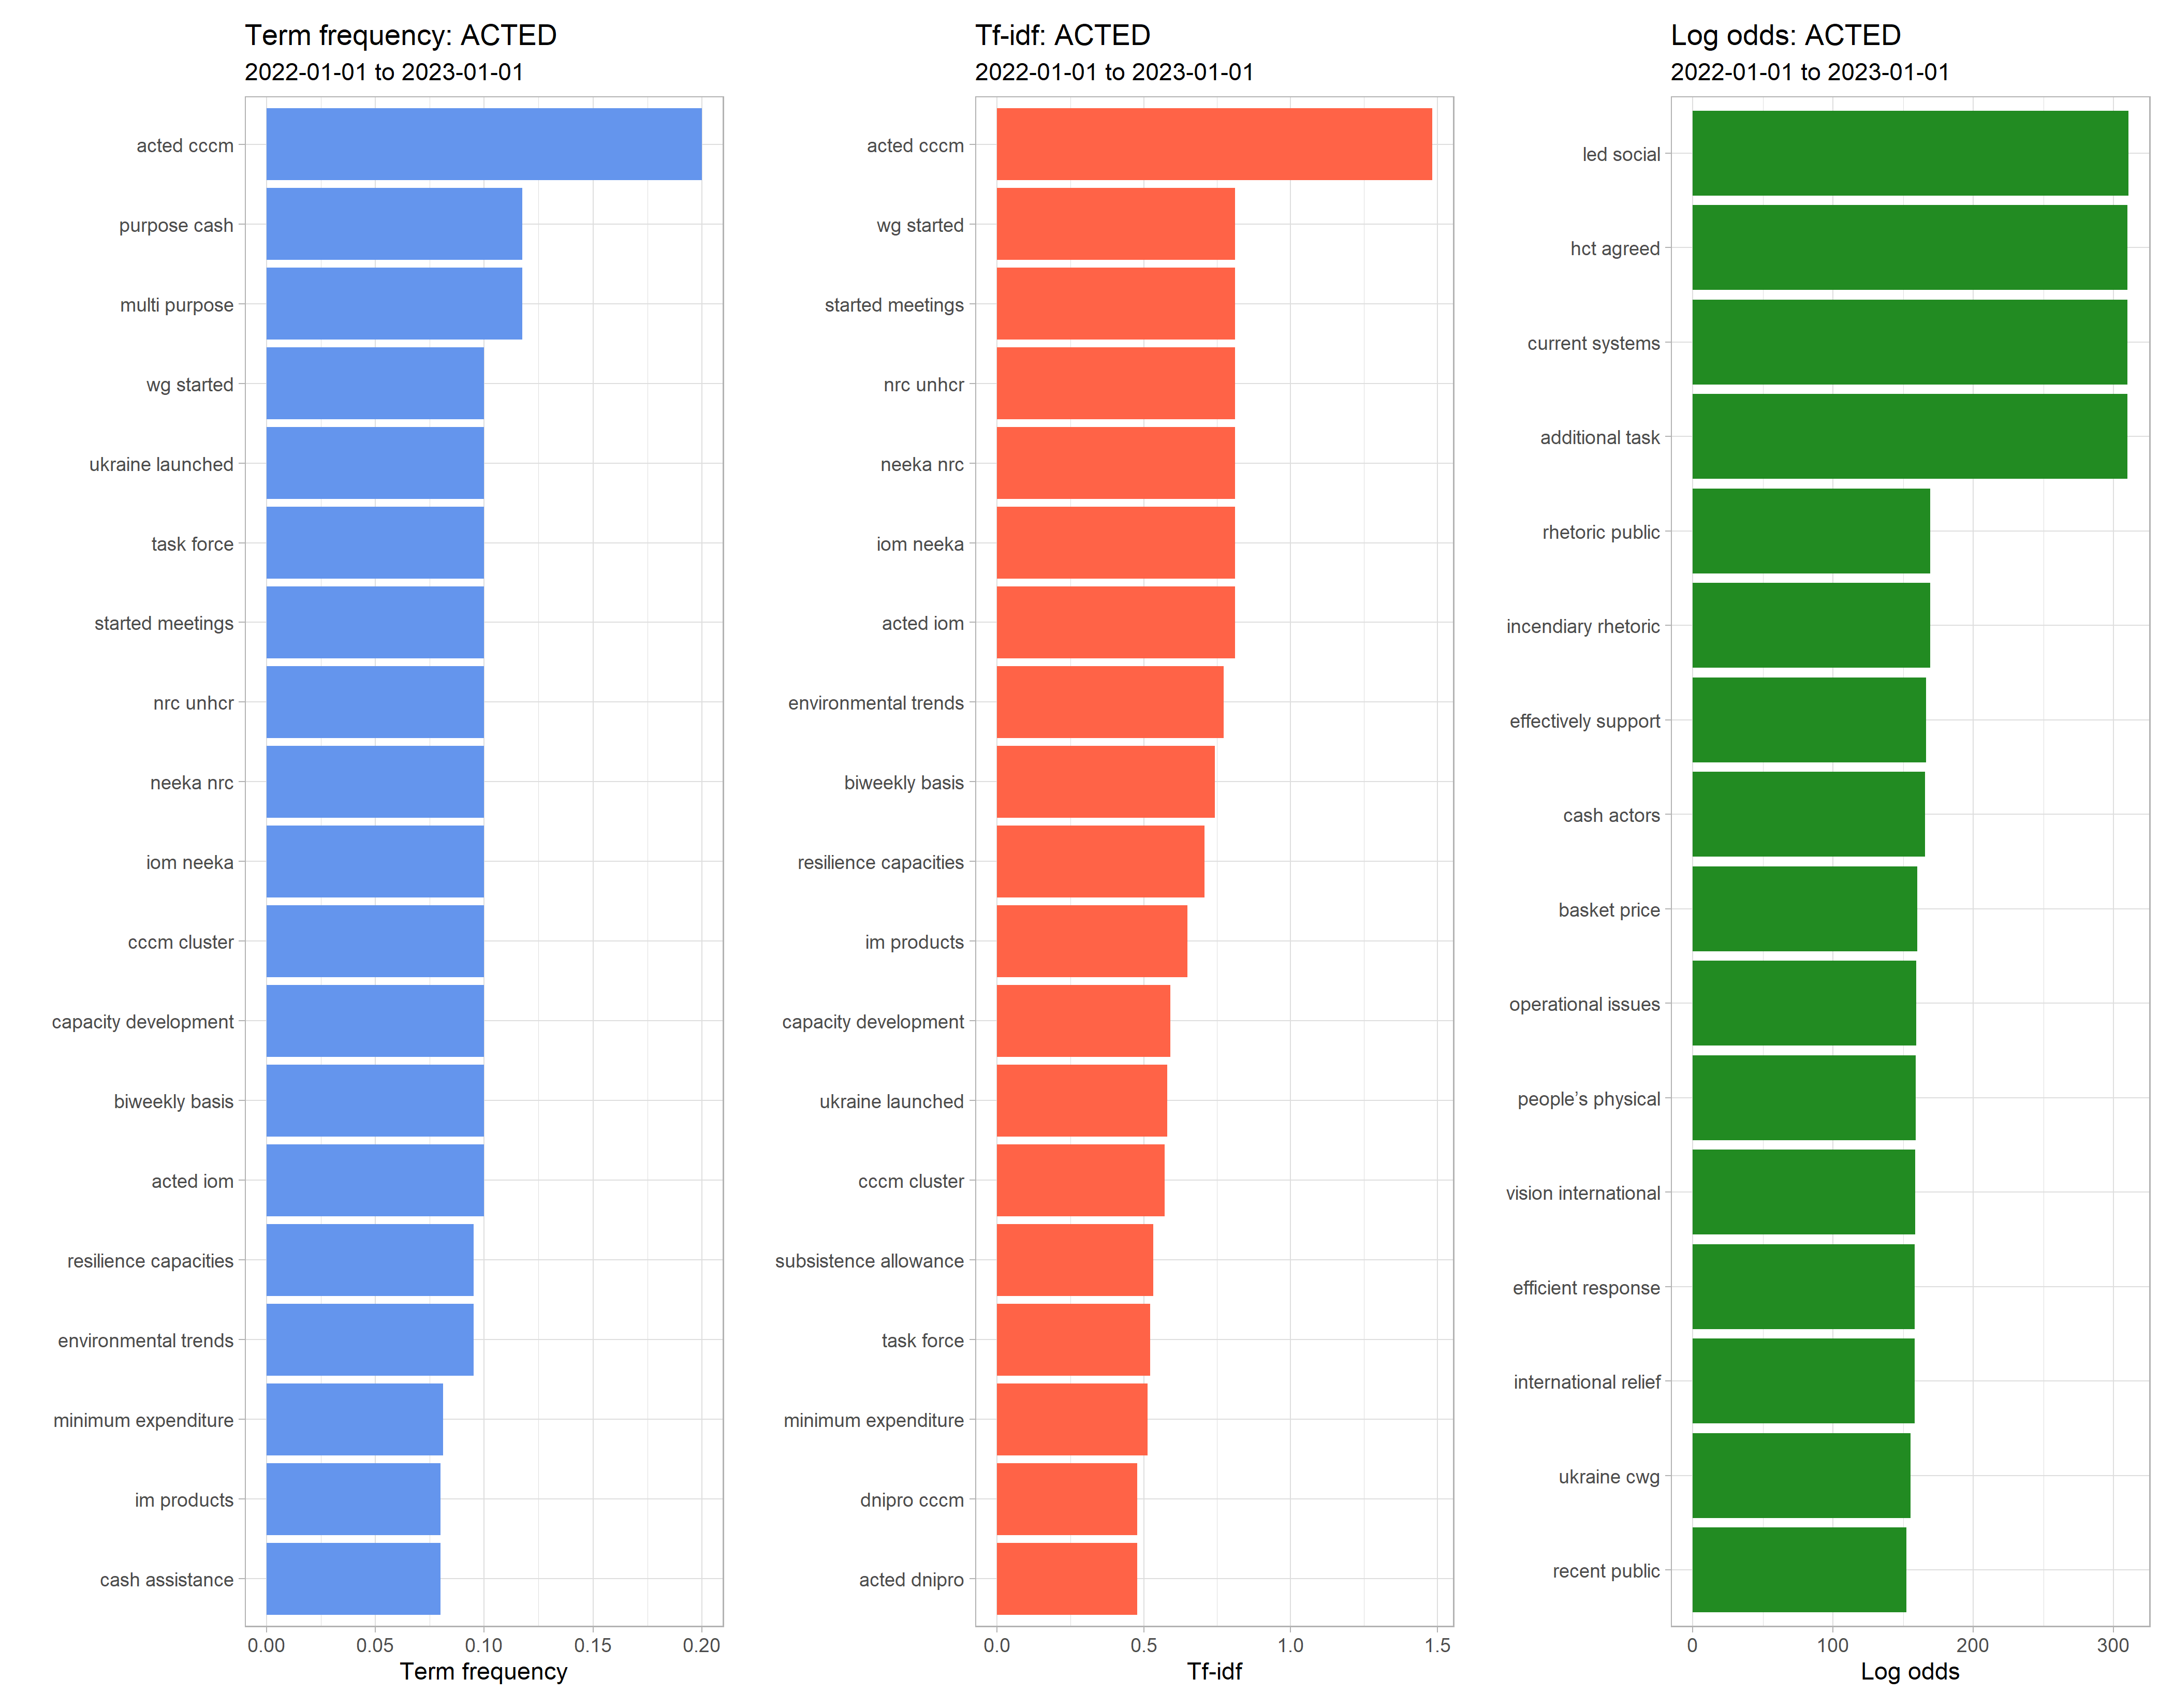 Term frequency: ACTED
2022-01-01 to 2023-01-01
acted cccm
purpose cash
multi purpose
wg started
ukraine launched
task force
started meetings
nrc unhcr
neeka nrc
iom neeka
cccm cluster
capacity development
biweekly basis
acted iom
resilience capacities
environmental trends
minimum expenditure
im products
cash assistance
0.00 0.05 0.10 0.15 0.20
Term frequency
Tf-idf: ACTED
2022-01-01 to 2023-01-01
acted cccm
wg started
started meetings
nrc unhcr
neeka nrc
iom neeka
acted iom
environmental trends
biweekly basis
resilience capacities
im products
capacity development
ukraine launched
cccm cluster
subsistence allowance
task force
minimum expenditure
dnipro cccm
acted dnipro
0.0 0.5 1.0 1.5
Tf-idf
Log odds: ACTED
2022-01-01 to 2023-01-01
led social
hct agreed
current systems
additional task
rhetoric public
incendiary rhetoric
effectively support
cash actors
basket price
operational issues
people’s physical
vision international
efficient response
international relief
ukraine cwg
recent public
0 100 200 300
Log odds